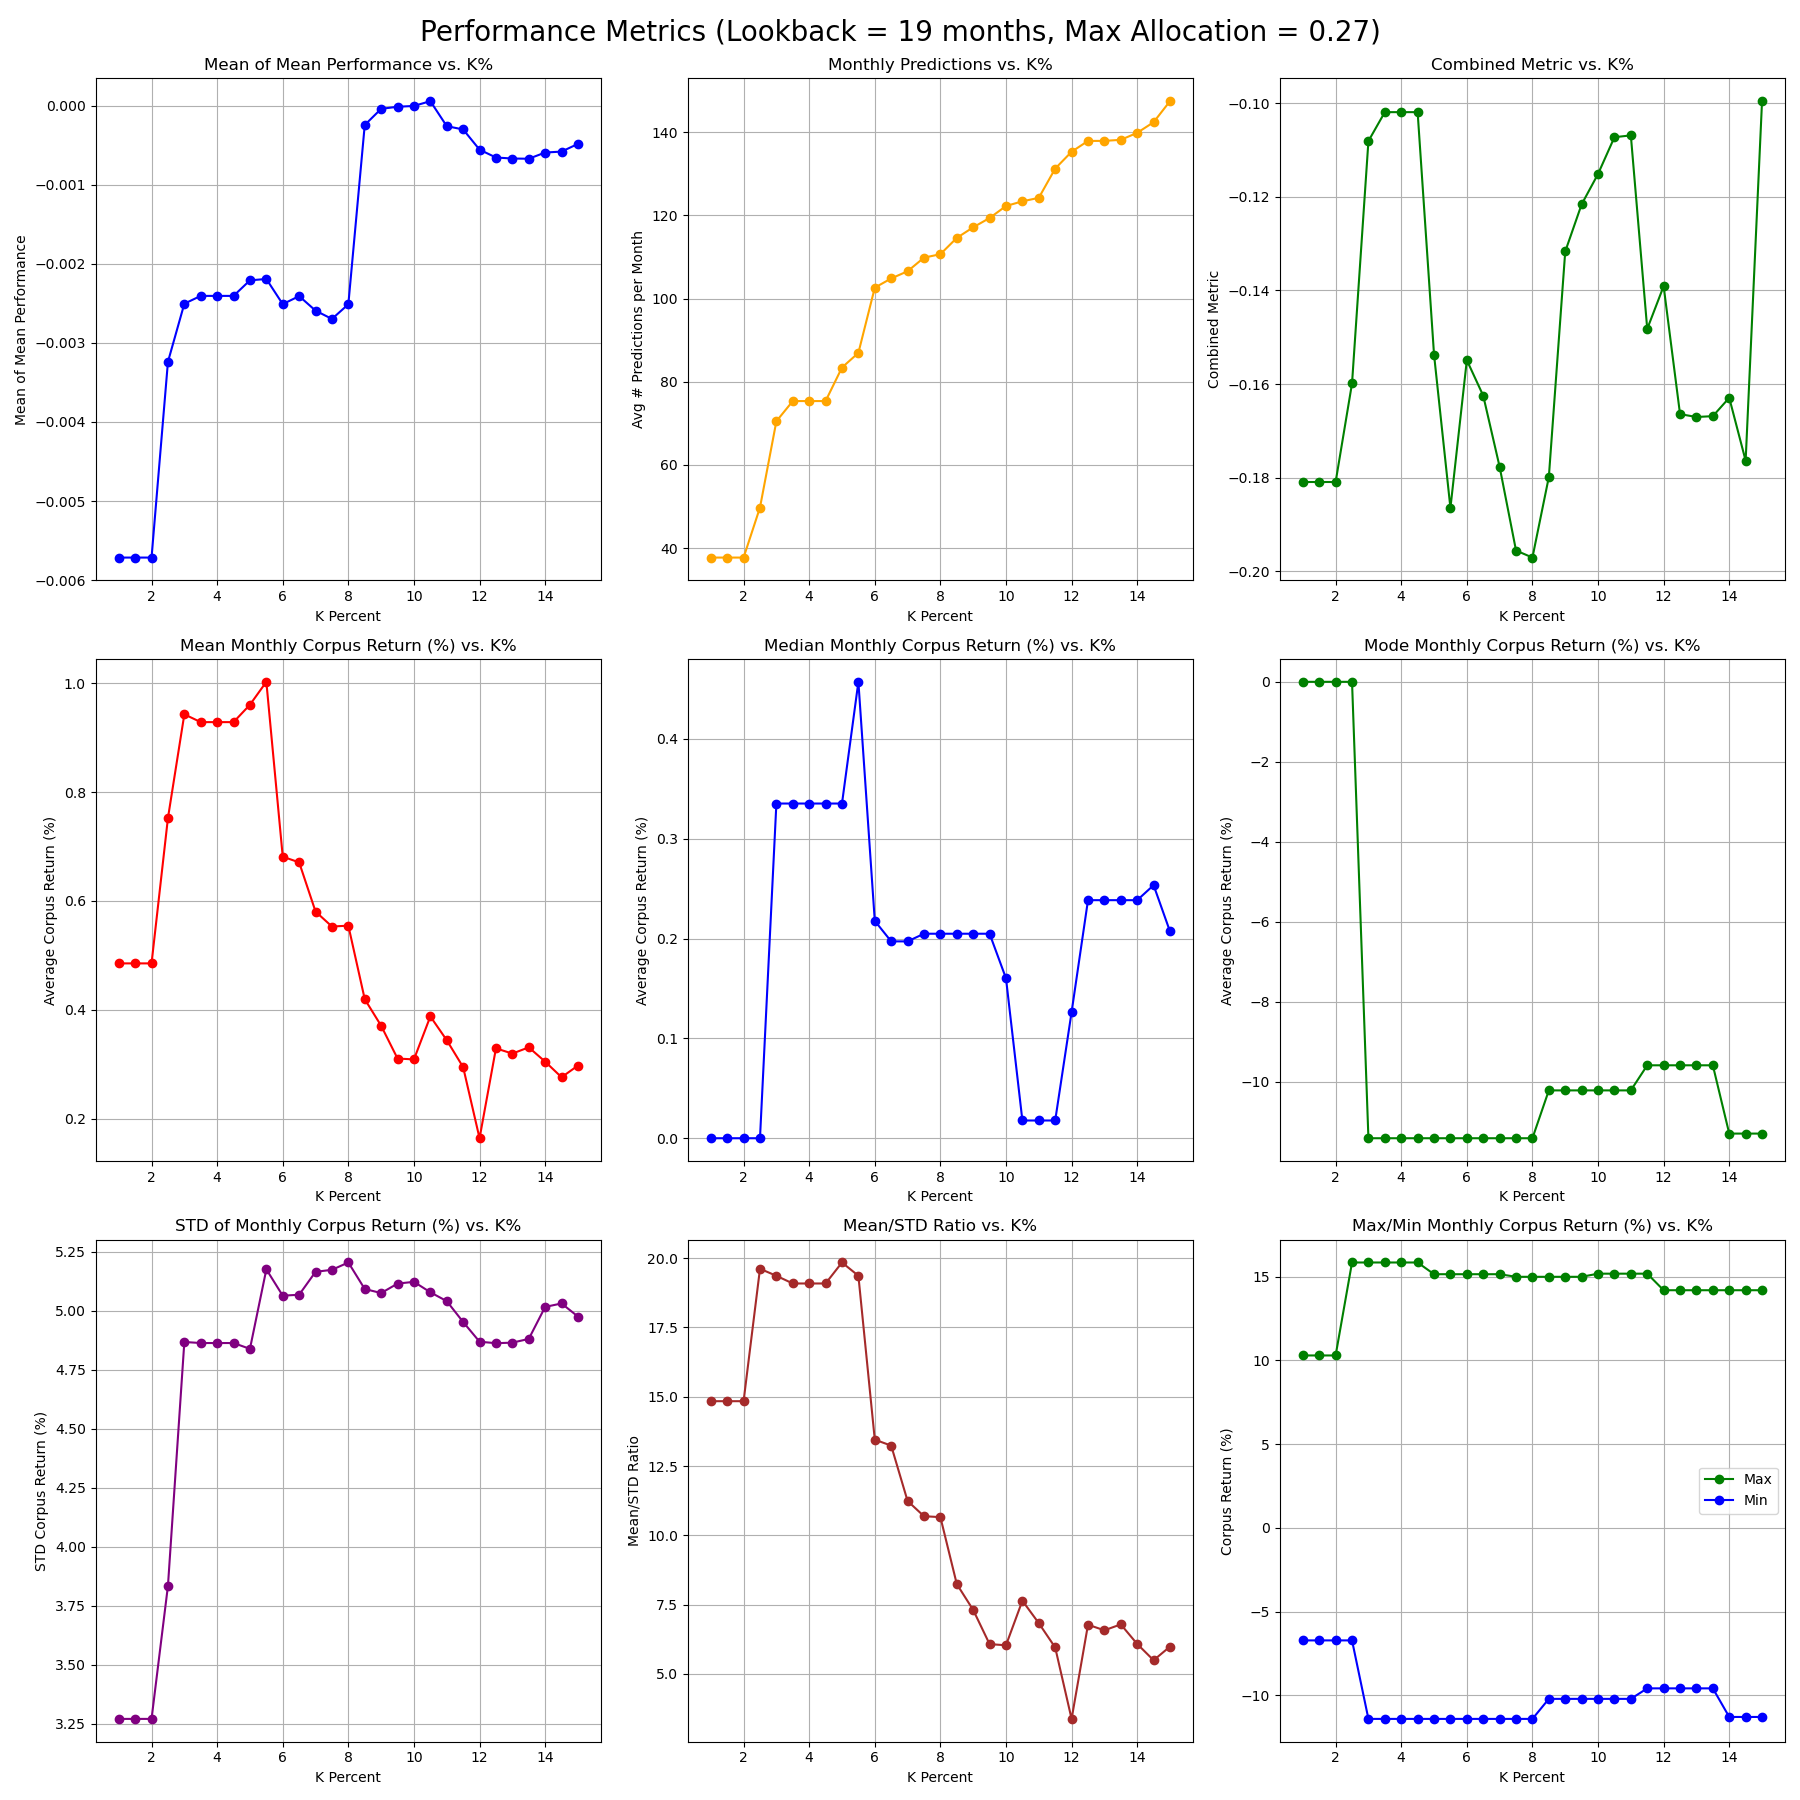 Performance Metrics (Lookback = 19 months, Max Allocation = 0.27)
Mean of Mean Performance vs. K%
0.000
−0.001
−0.002
−0.003
−0.004
−0.005
−0.006
Mean of Mean Performance
2 4 6 8 10 12 14
K Percent
Monthly Predictions vs. K%
140
120
100
80
60
40
Avg # Predictions per Month
2 4 6 8 10 12 14
K Percent
Combined Metric vs. K%
−0.10
−0.12
−0.14
−0.16
−0.18
−0.20
Combined Metric
2 4 6 8 10 12 14
K Percent
Mean Monthly Corpus Return (%) vs. K%
1.0
0.8
0.6
0.4
0.2
Average Corpus Return (%)
2 4 6 8 10 12 14
K Percent
Median Monthly Corpus Return (%) vs. K%
0.4
0.3
0.2
0.1
0.0
Average Corpus Return (%)
2 4 6 8 10 12 14
K Percent
Mode Monthly Corpus Return (%) vs. K%
0
−2
−4
−6
−8
−10
Average Corpus Return (%)
2 4 6 8 10 12 14
K Percent
STD of Monthly Corpus Return (%) vs. K%
5.25
5.00
4.75
4.50
4.25
4.00
3.75
3.50
3.25
STD Corpus Return (%)
2 4 6 8 10 12 14
K Percent
Mean/STD Ratio vs. K%
20.0
17.5
15.0
12.5
10.0
7.5
5.0
Mean/STD Ratio
2 4 6 8 10 12 14
K Percent
Max/Min Monthly Corpus Return (%) vs. K%
15
10
5
0
−5
−10
Corpus Return (%)
Max
Min
2 4 6 8 10 12 14
K Percent